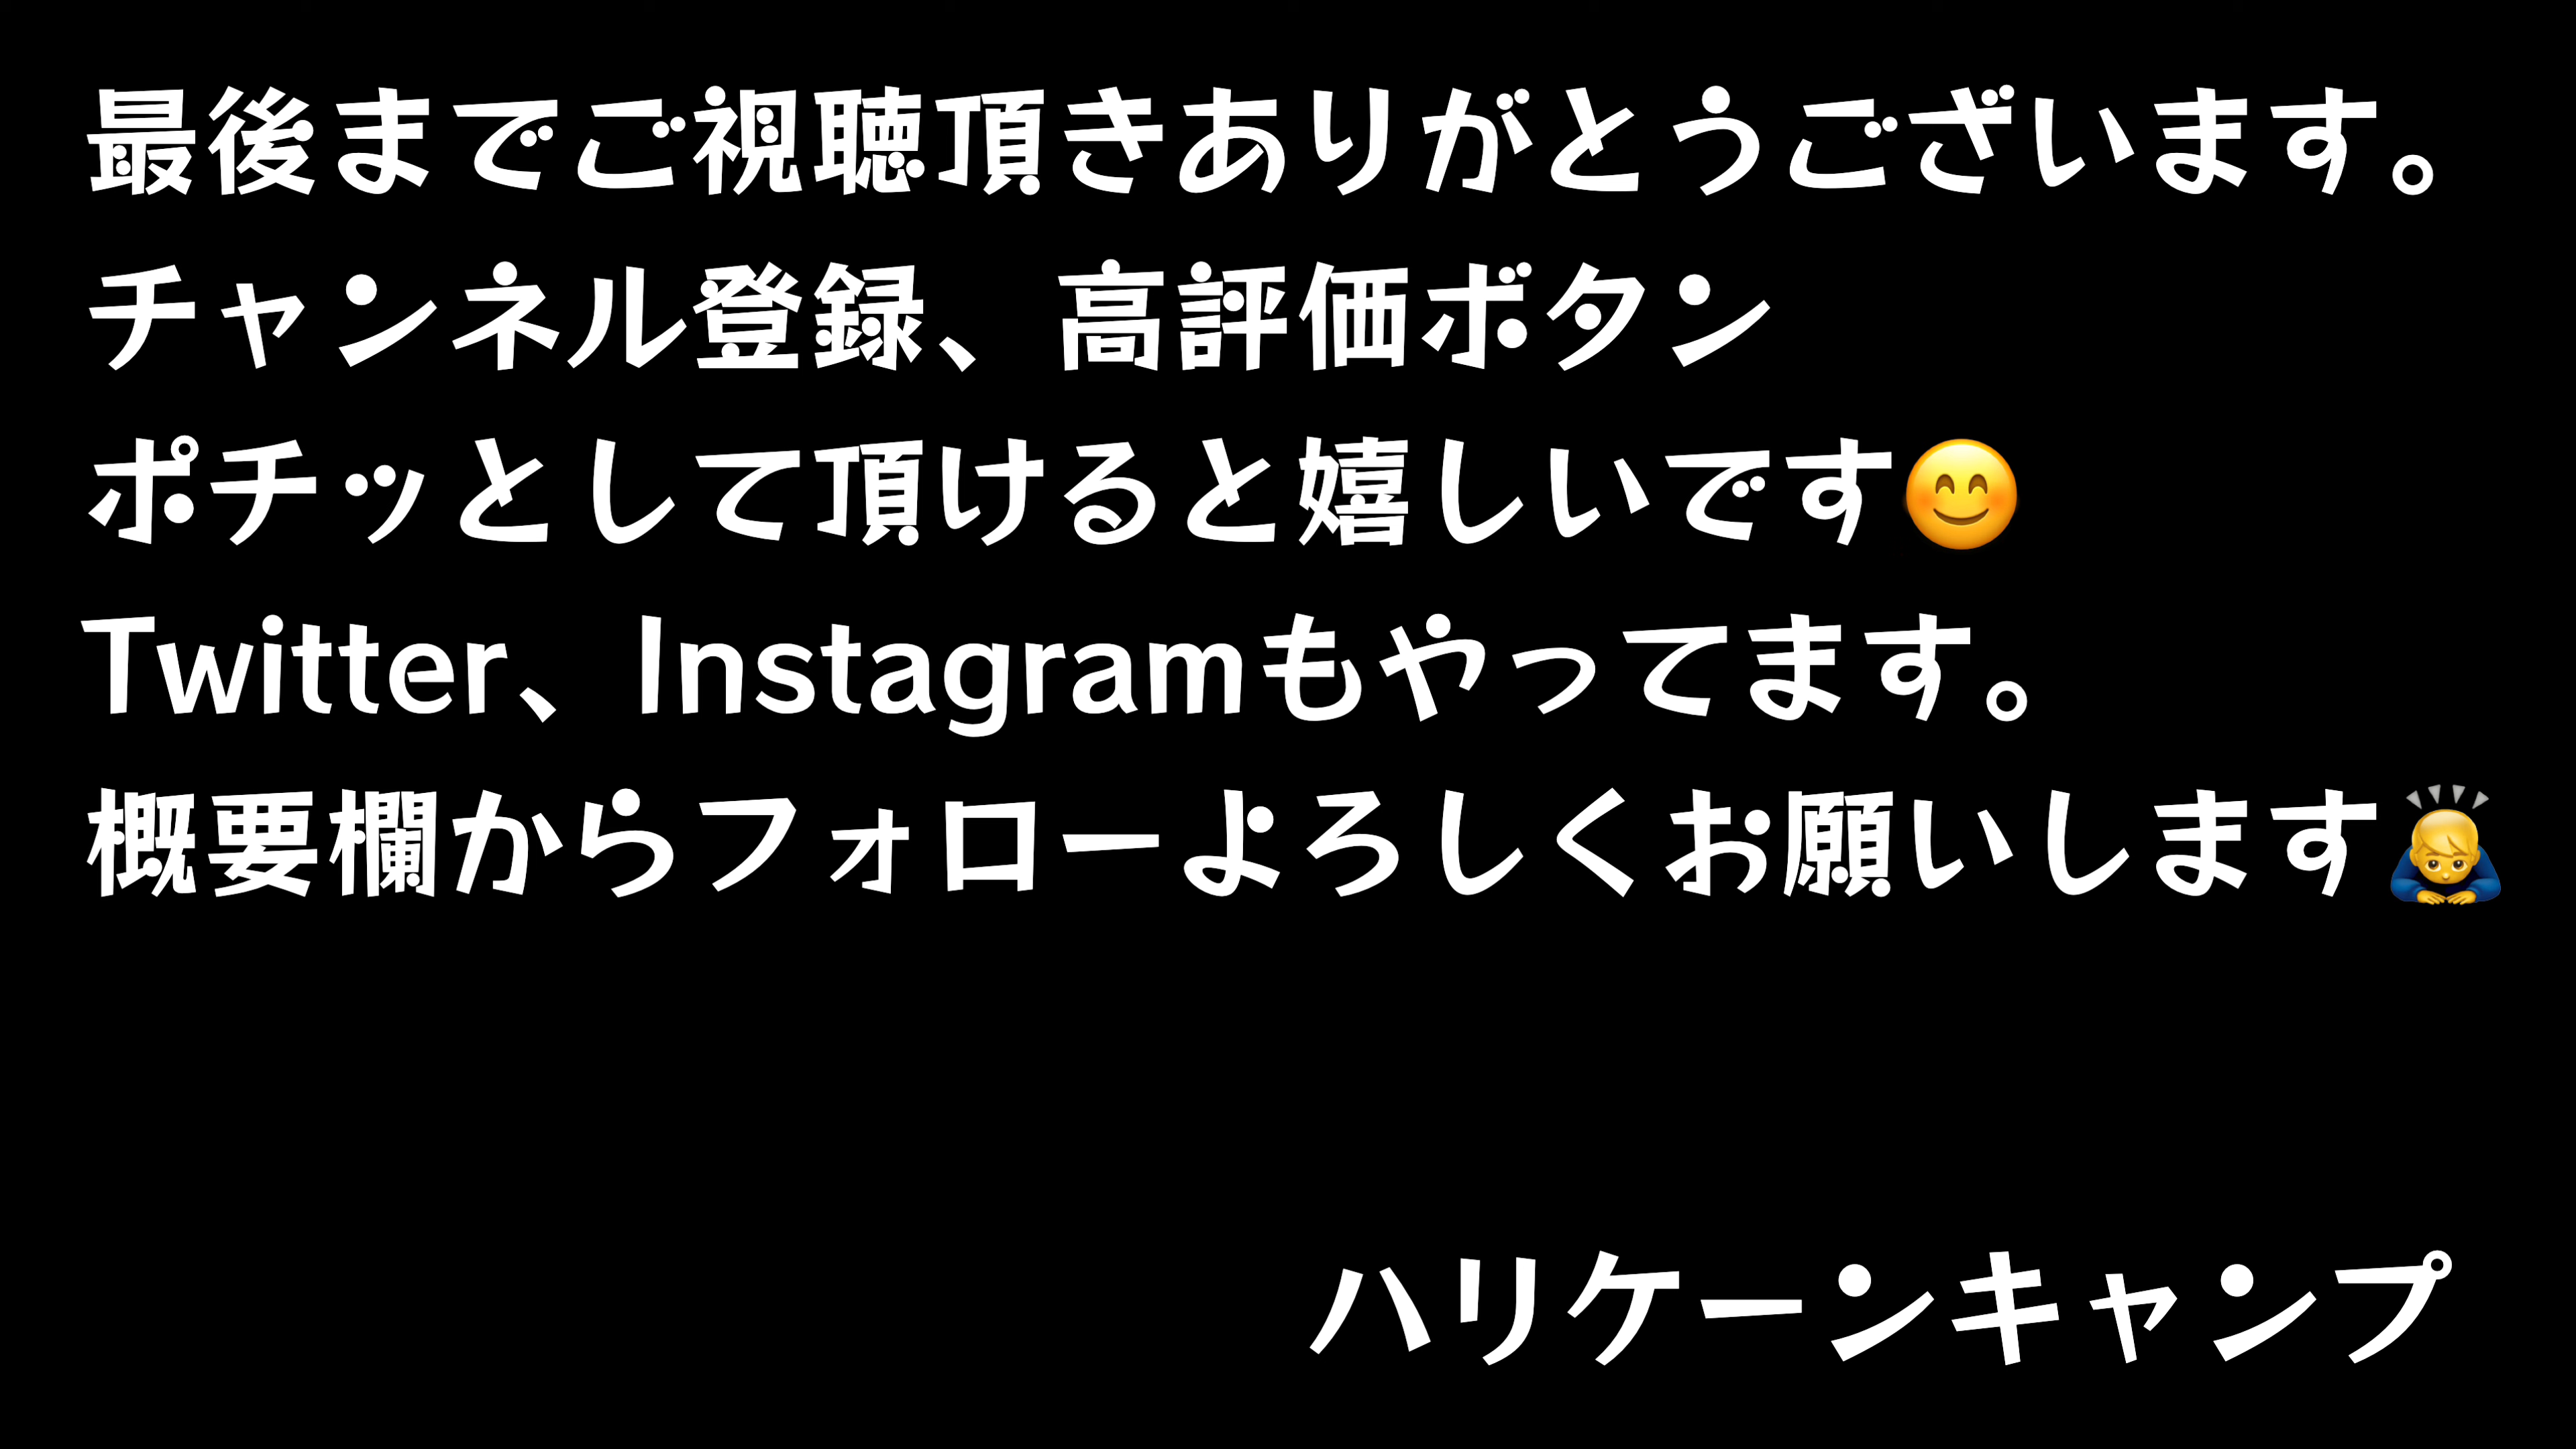 最後までご視聴頂きありがとうございます。
チャンネル登録、高評価ボタン
ポチッとして頂けると嬉しいです😊
Twitter、Instagramもやってます。
概要欄からフォローよろしくお願いします🙇‍♂️
ハリケーンキャンプ